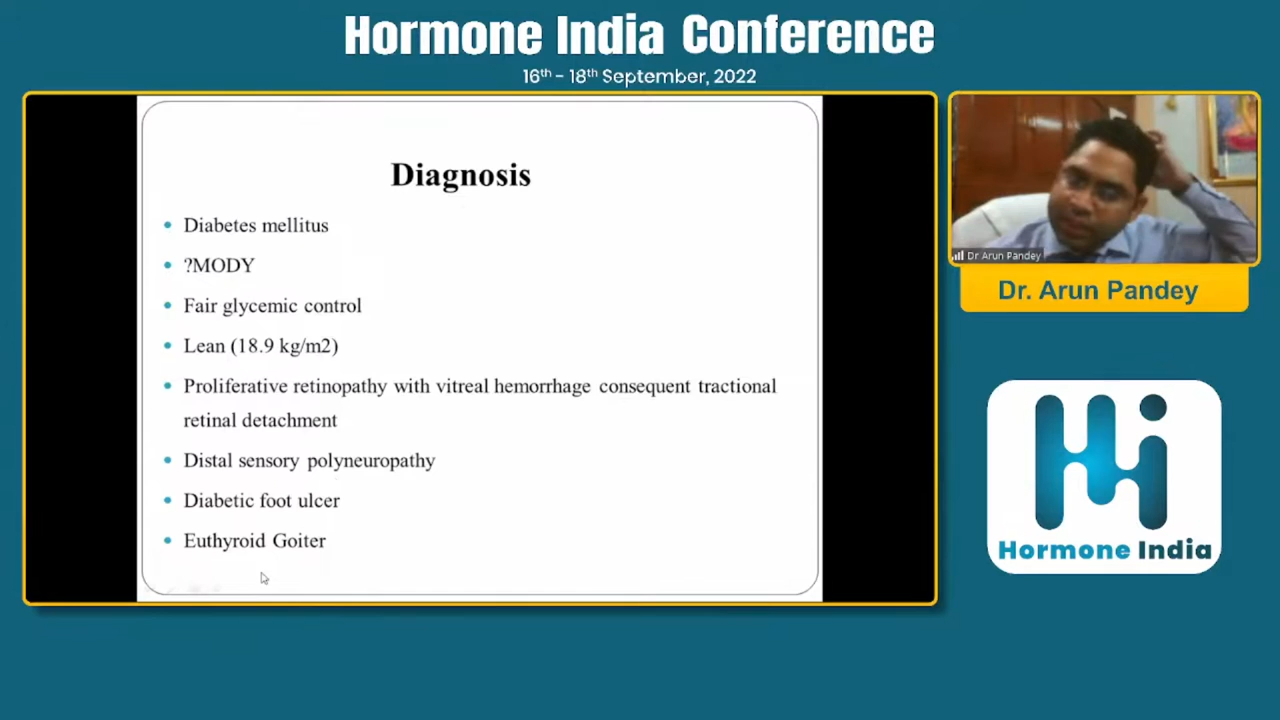 Hormone India Conference
16th - 18th September, 2022
Diagnosis
• Diabetes mellitus
• ?MODY
• Fair glycemic control
• Lean (18.9 kg/m2)
• Proliferative retinopathy with vitreal hemorrhage consequent tractional
retinal detachment
• Distal sensory polyneuropathy
• Diabetic foot ulcer
• Euthyroid Goiter
Dr Arun Pandey
Dr. Arun Pandey
Hormone India